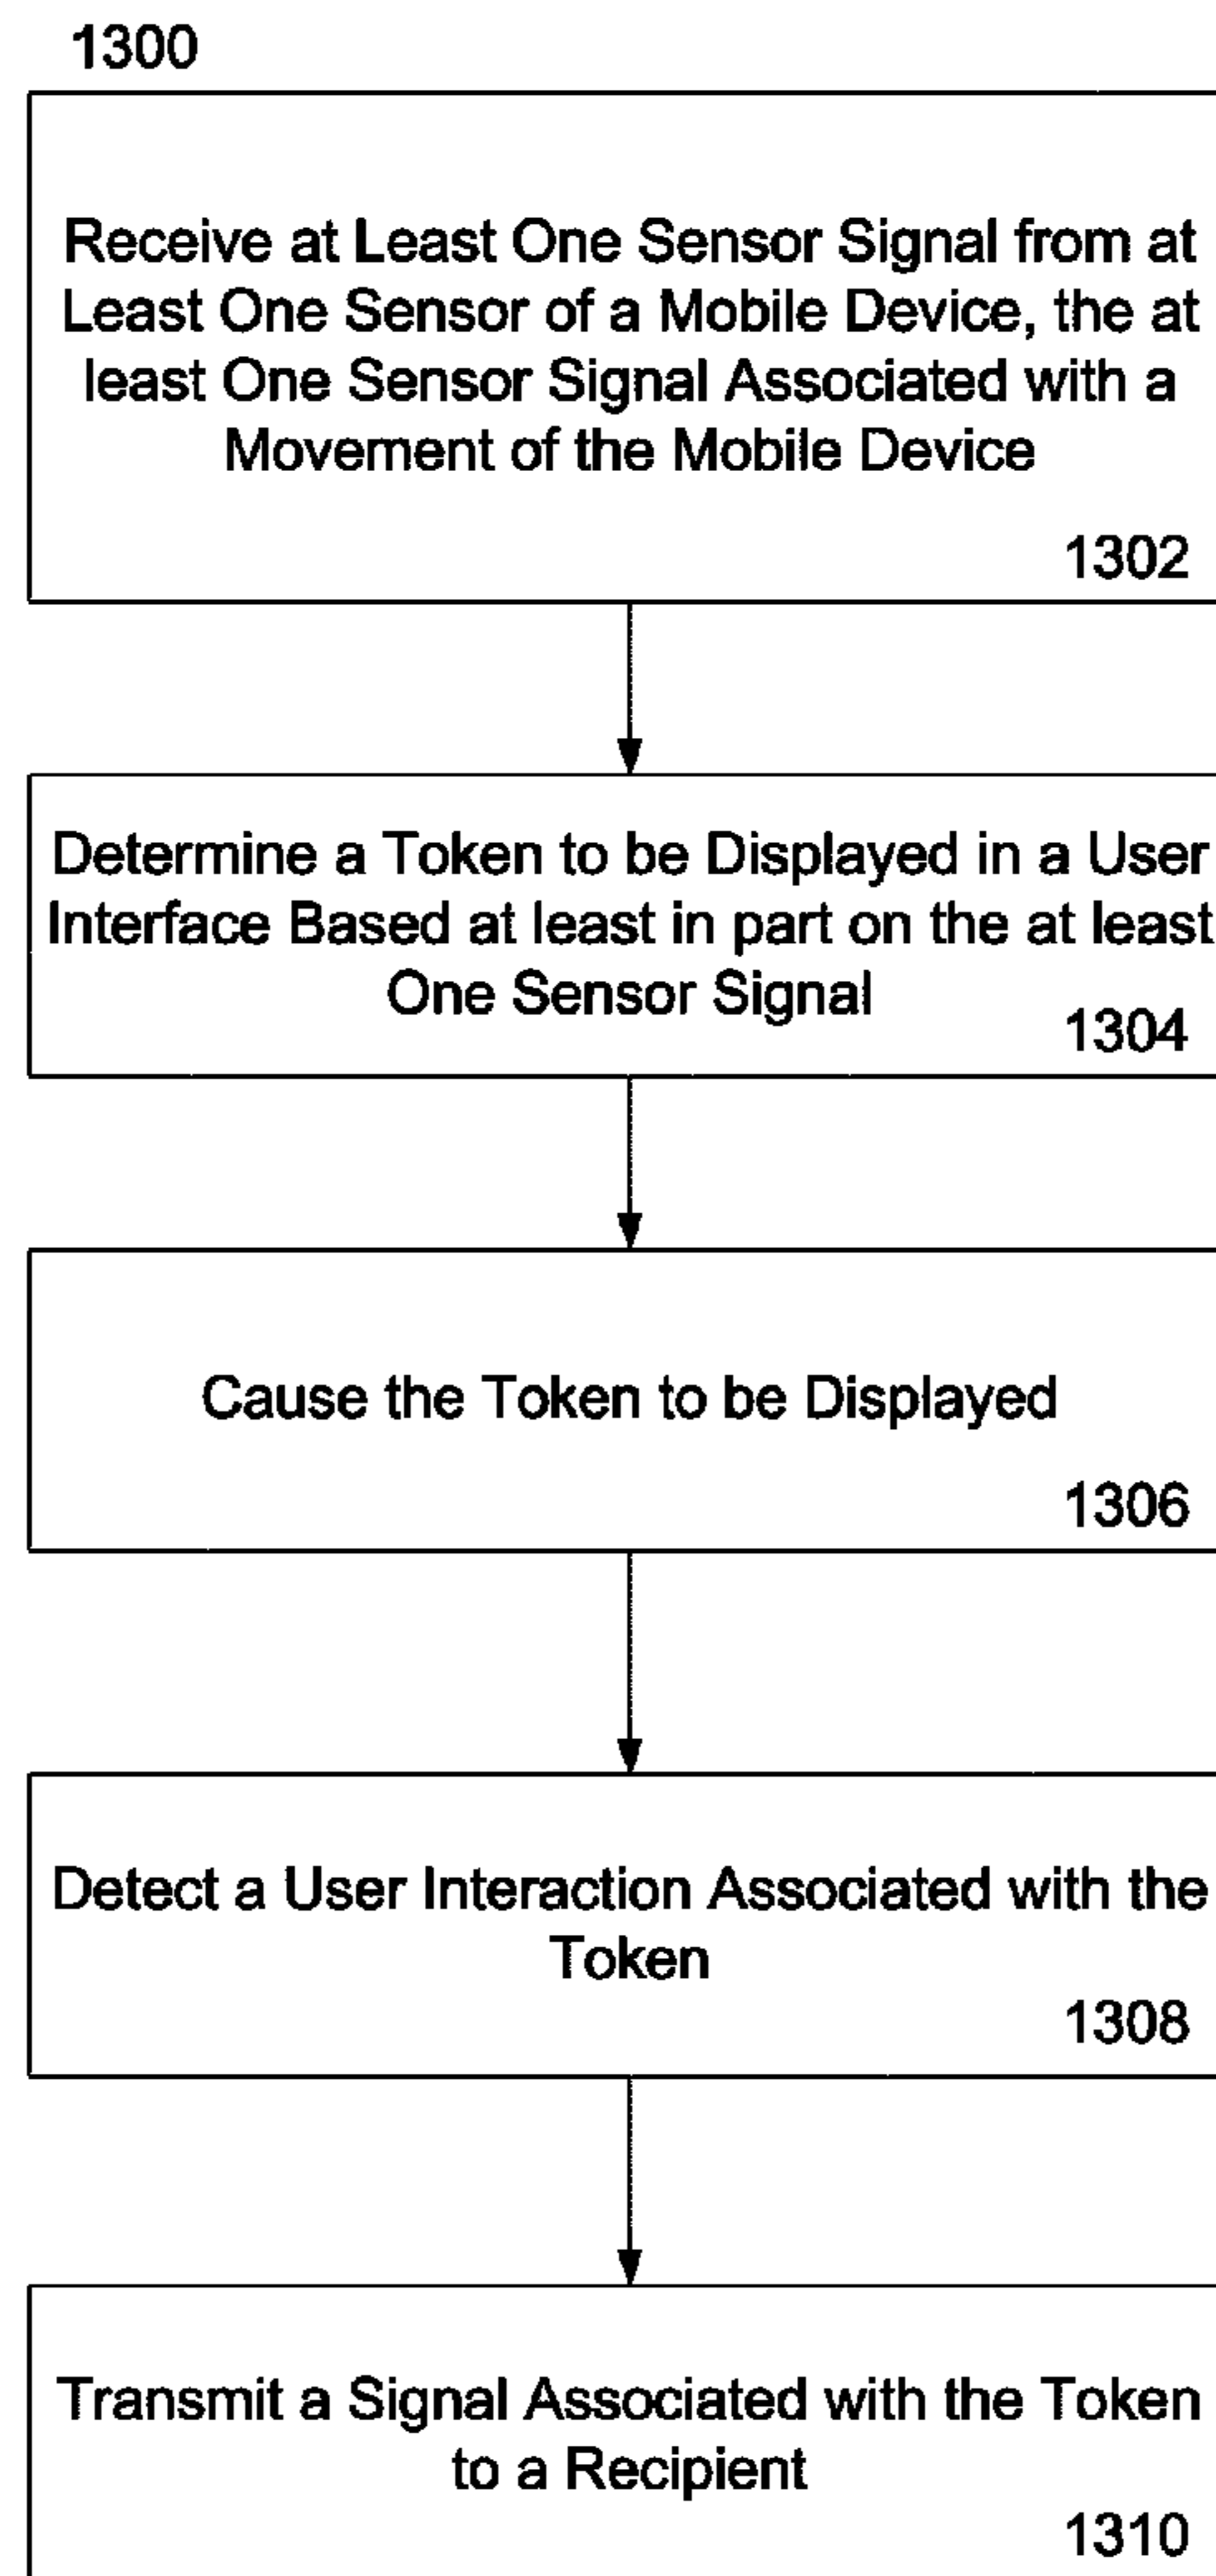 1300
Receive at Least One Sensor Signal from at
Least One Sensor of a Mobile Device, the at
least One Sensor Signal Associated with a
Movement of the Mobile Device
1302
Determine a Token to be Displayed in a User
Interface Based at least in part on the at least
One Sensor Signal
1304
Cause the Token to be Displayed
1306
Detect a User Interaction Associated with the
Token
1308
Transmit a Signal Associated with the Token
to a Recipient
1310